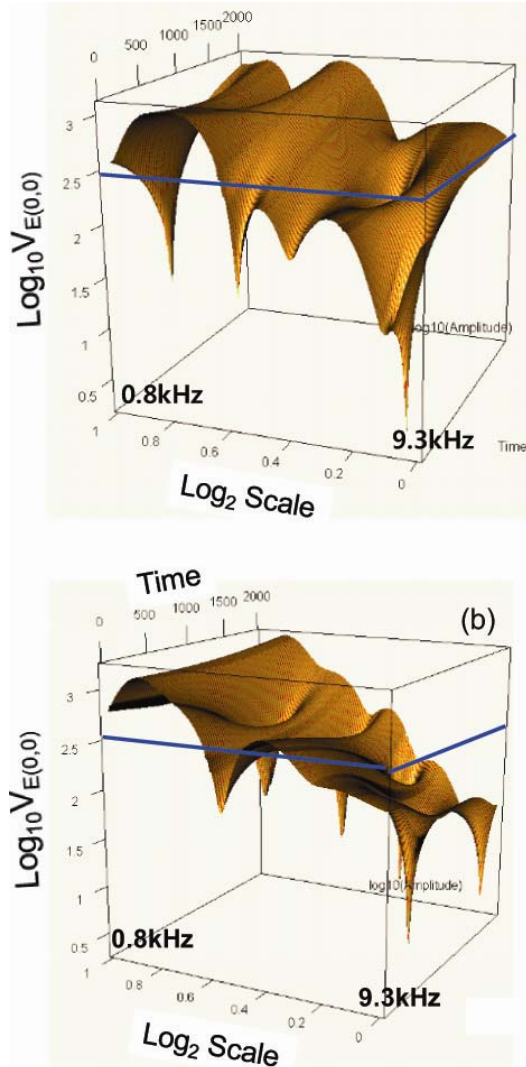 0 500 1000 1500 2000
3
2.5
2
1.5
1
0.5
Log10VE(0,0)
log10(Amplitude)
0.8kHz
9.3kHz
Time
1 0.8 0.6 0.4 0.2 0
Log2 Scale
Time
(b)
0 500 1000 1500 2000
3
2.5
2
1.5
1
0.5
Log10VE(0,0)
log10(Amplitude)
0.8kHz
9.3kHz
1 0.8 0.6 0.4 0.2 0
Log2 Scale